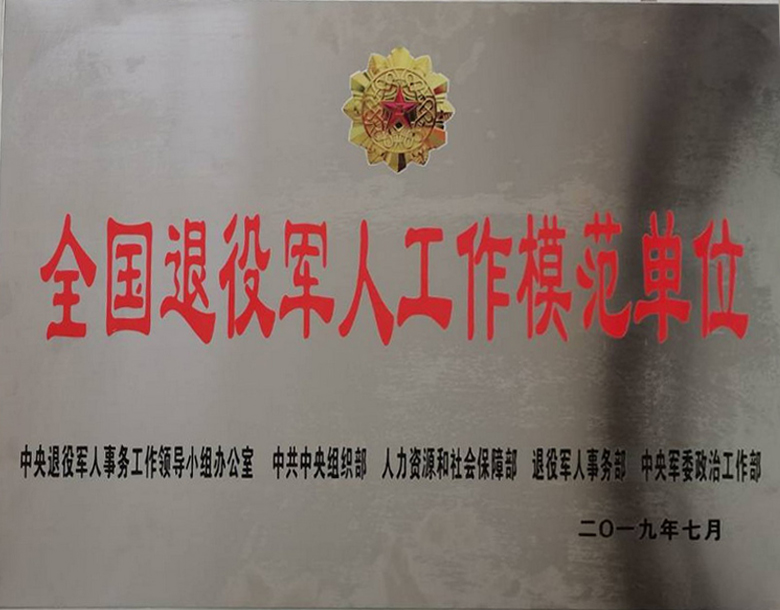 全国退役军人工作模范单位
中央退役军人事务工作领导小组办公室 中共中央组织部 人力资源和社会保障部 退役军人事务部 中央军委政治工作部
二〇一九年七月